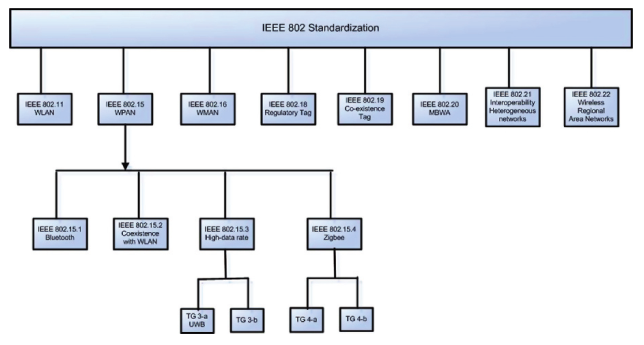 IEEE 802 Standardization
IEEE 802.11
WLAN
IEEE 802.15
WPAN
IEEE 802.16
WMAN
IEEE 802.18
Regulatory Tag
IEEE 802.19
Co-existence
Tag
IEEE 802.20
MBWA
IEEE 802.21
Interoperability
Heterogeneous
networks
IEEE 802.22
Wireless
Regional
Area Networks
IEEE 802.15.1
Bluetooth
IEEE 802.15.2
Coexistence
with WLAN
IEEE 802.15.3
High-data rate
IEEE 802.15.4
Zigbee
TG 3-a
UWB
TG 3-b
TG 4-a
TG 4-b